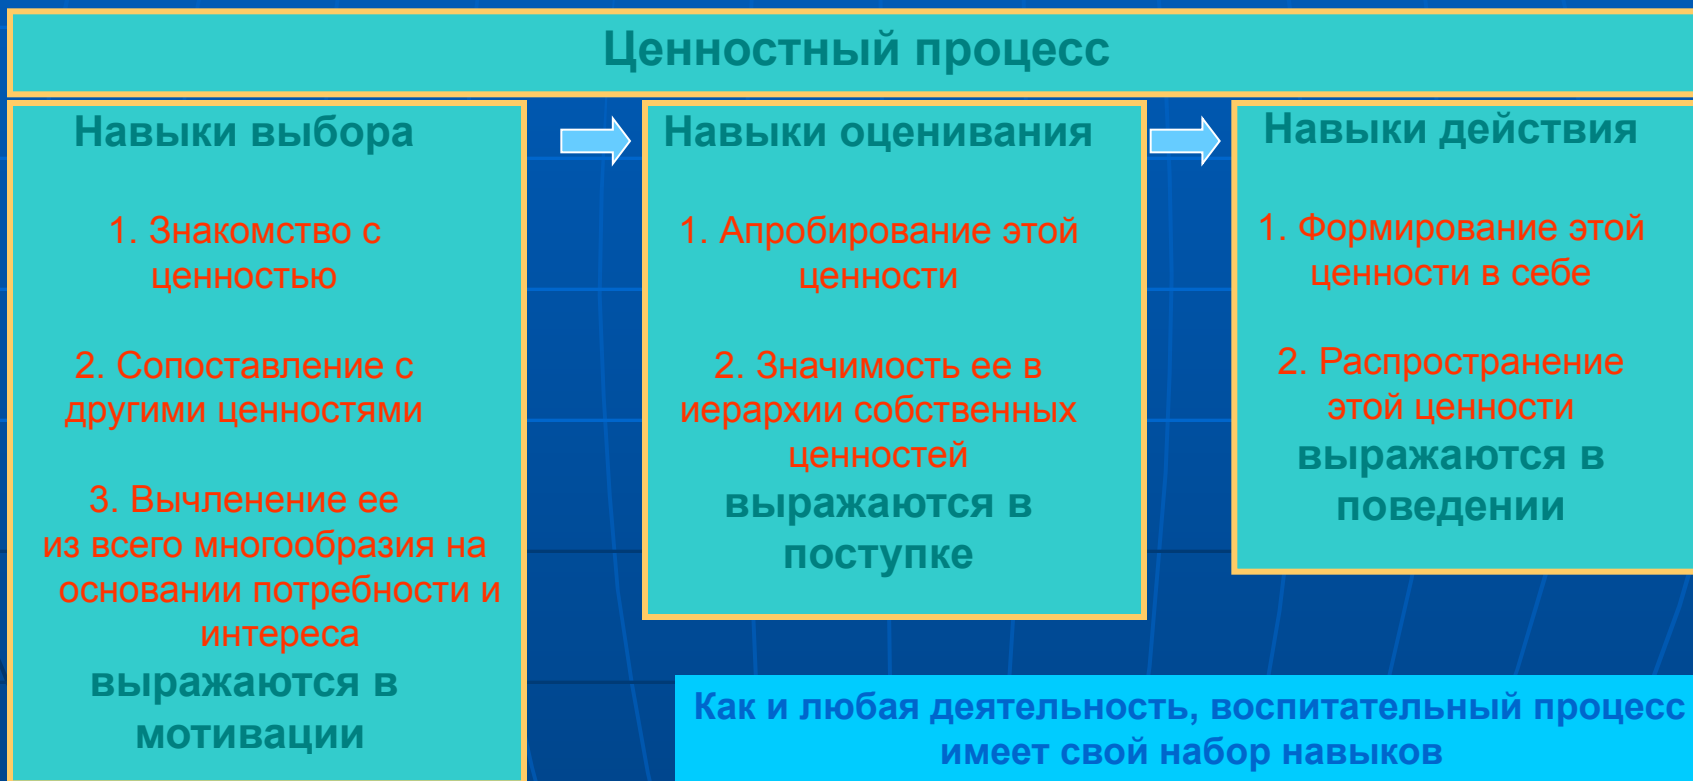 Ценностный процесс
Навыки выбора
1. Знакомство с
ценностью
2. Сопоставление с
другими ценностями
3. Вычленение ее
из всего многообразия на
основании потребности и
интереса
выражаются в
мотивации
Навыки оценивания
1. Апробирование этой
ценности
2. Значимость ее в
иерархии собственных
ценностей
выражаются в
поступке
Навыки действия
1. Формирование этой
ценности в себе
2. Распространение
этой ценности
выражаются в
поведении
Как и любая деятельность, воспитательный процесс
имеет свой набор навыков